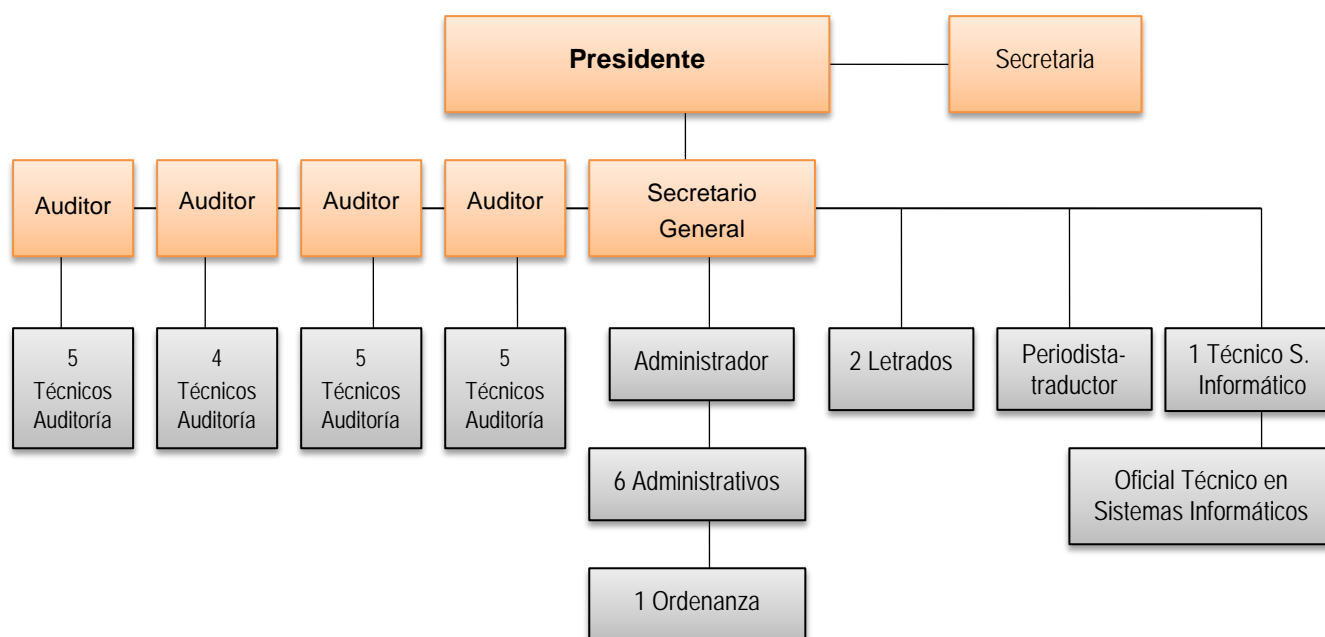 Presidente
Secretaria
Auditor
Auditor
Auditor
Auditor
Secretario
General
5
Técnicos
Auditoría
4
Técnicos
Auditoría
5
Técnicos
Auditoría
5
Técnicos
Auditoría
Administrador
2 Letrados
Periodista-
traductor
1 Técnico S.
Informático
6 Administrativos
Oficial Técnico en
Sistemas Informáticos
1 Ordenanza